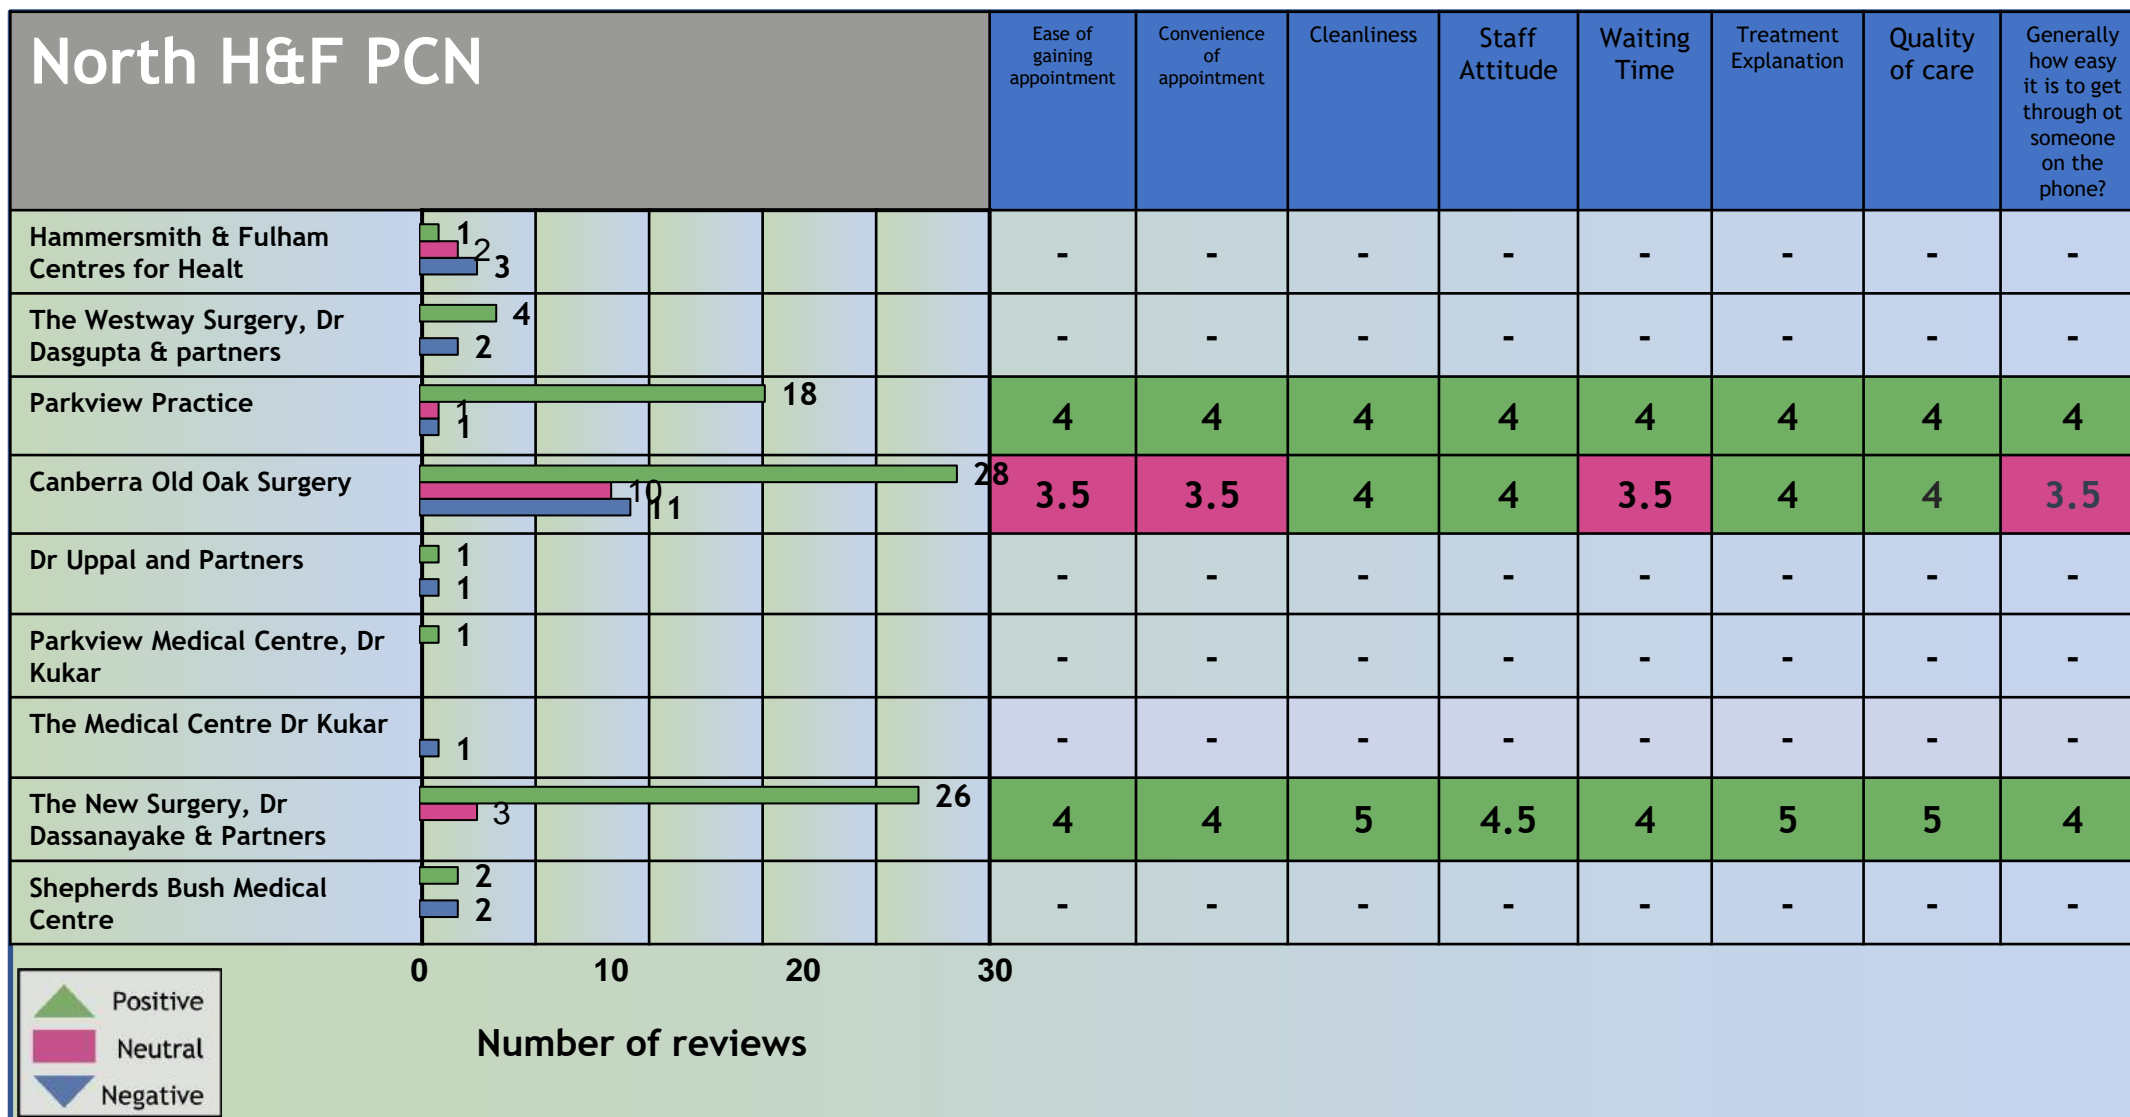 North H&F PCN
Ease of
gaining
appointment
Convenience
of
appointment
Cleanliness
Staff
Attitude
Waiting
Time
Treatment
Explanation
Quality
of care
Generally
how easy
it is to get
through ot
someone
on the
phone?
Hammersmith & Fulham
Centres for Healt
1
2
3
- - - - - - - -
The Westway Surgery, Dr
Dasgupta & partners
4
2
- - - - - - - -
Parkview Practice
18
1
1
4 4 4 4 4 4 4 4
Canberra Old Oak Surgery
28
10
11
3.5 3.5 4 4 3.5 4 4 3.5
Dr Uppal and Partners
1
1
- - - - - - - -
Parkview Medical Centre, Dr
Kukar
1
- - - - - - - -
The Medical Centre Dr Kukar
1
- - - - - - - -
The New Surgery, Dr
Dassanayake & Partners
26
3
4 4 5 4.5 4 5 5 4
Shepherds Bush Medical
Centre
2
2
- - - - - - - -
0 10 20 30
Number of reviews
Positive
Neutral
Negative